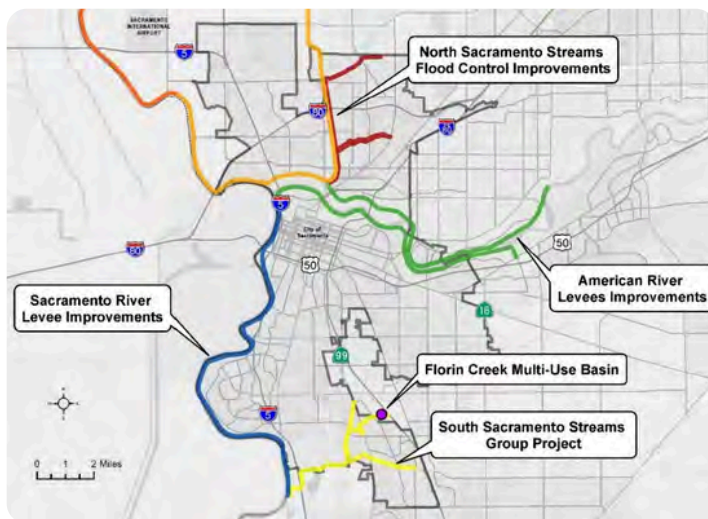 SACRAMENTO
INTERNATIONAL
AIRPORT
5
North Sacramento Streams
Flood Control Improvements
80
80
5
City of
Sacramento
50
80
50
American River
Levees Improvements
Sacramento River
Levee Improvements
16
99
Florin Creek Multi-Use Basin
5
South Sacramento Streams
Group Project
0 1 2 Miles